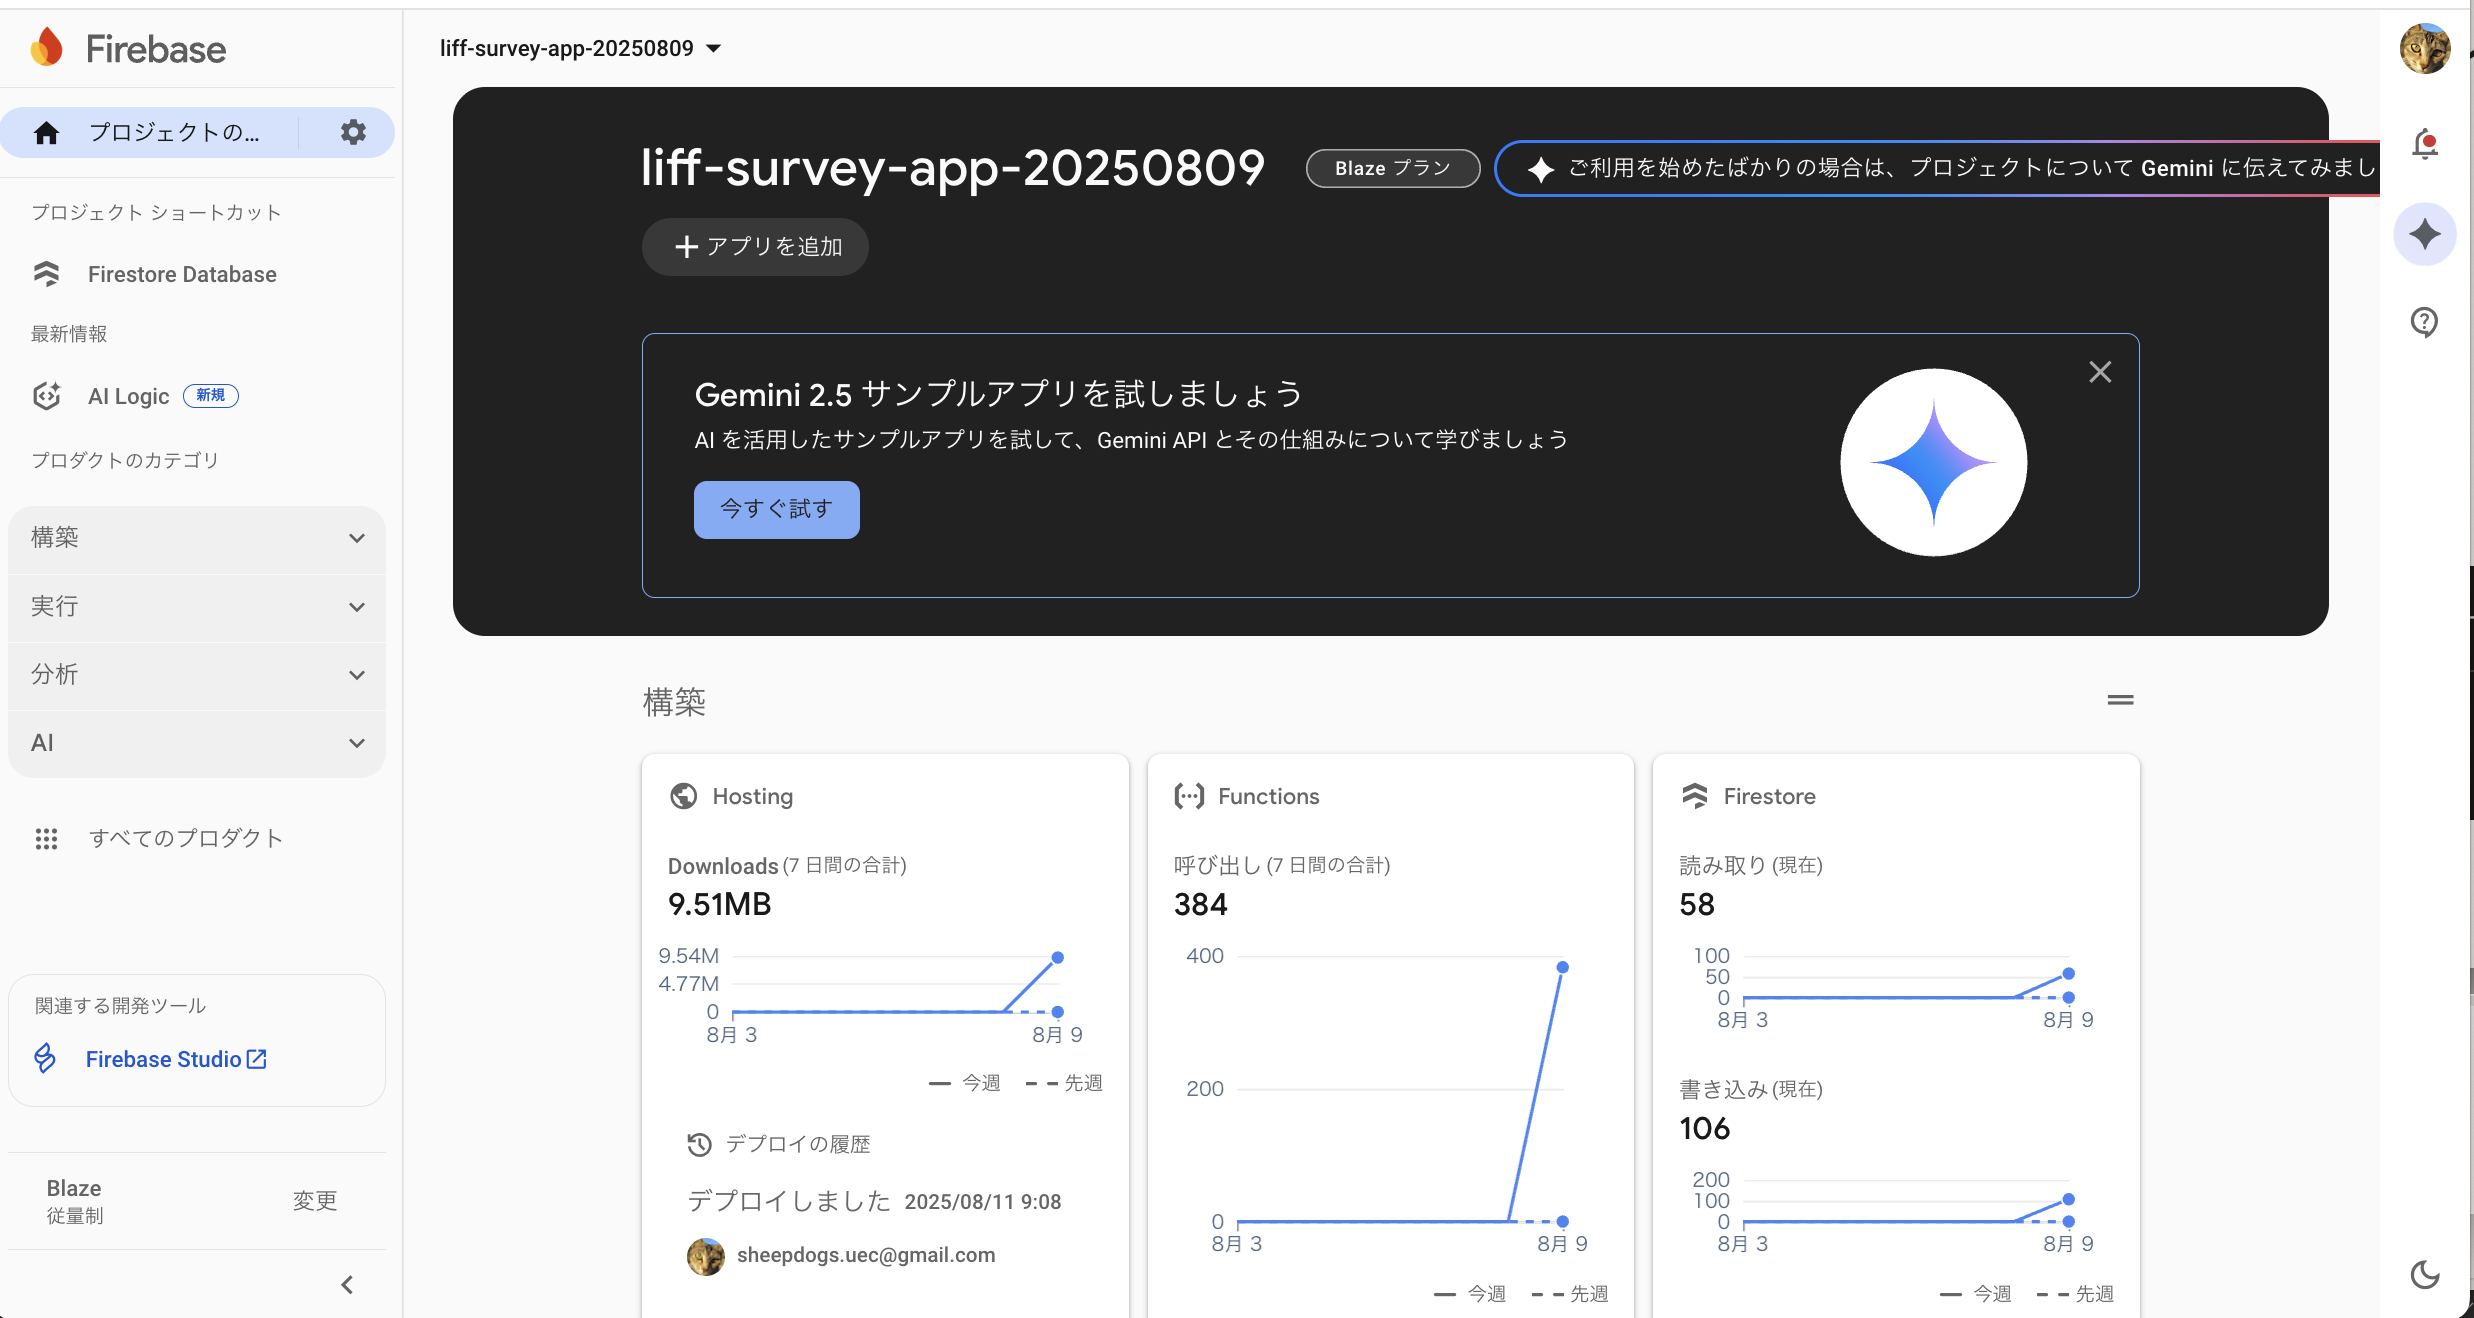 Firebase
プロジェクトの...
プロジェクト ショートカット
Firestore Database
最新情報
AI Logic 新規
プロダクトのカテゴリ
構築
実行
分析
AI
すべてのプロダクト
関連する開発ツール
Firebase Studio
Blaze
従量制
変更
liff-survey-app-20250809
liff-survey-app-20250809 Blaze プラン ご利用を始めたばかりの場合は、プロジェクトについて Gemini に伝えてみまし
アプリを追加
Gemini 2.5 サンプルアプリを試しましょう
AI を活用したサンプルアプリを試して、Gemini API とその仕組みについて学びましょう
今すぐ試す
構築
Hosting
Downloads (7 日間の合計)
9.51MB
9.54M
4.77M
0
8月 3 8月 9
今週 先週
デプロイの履歴
デプロイしました 2025/08/11 9:08
sheepdogs.uec@gmail.com
Functions
呼び出し (7 日間の合計)
384
400
200
0
8月 3 8月 9
今週 先週
Firestore
読み取り (現在)
58
100
50
0
8月 3 8月 9
書き込み (現在)
106
200
100
0
8月 3 8月 9
今週 先週